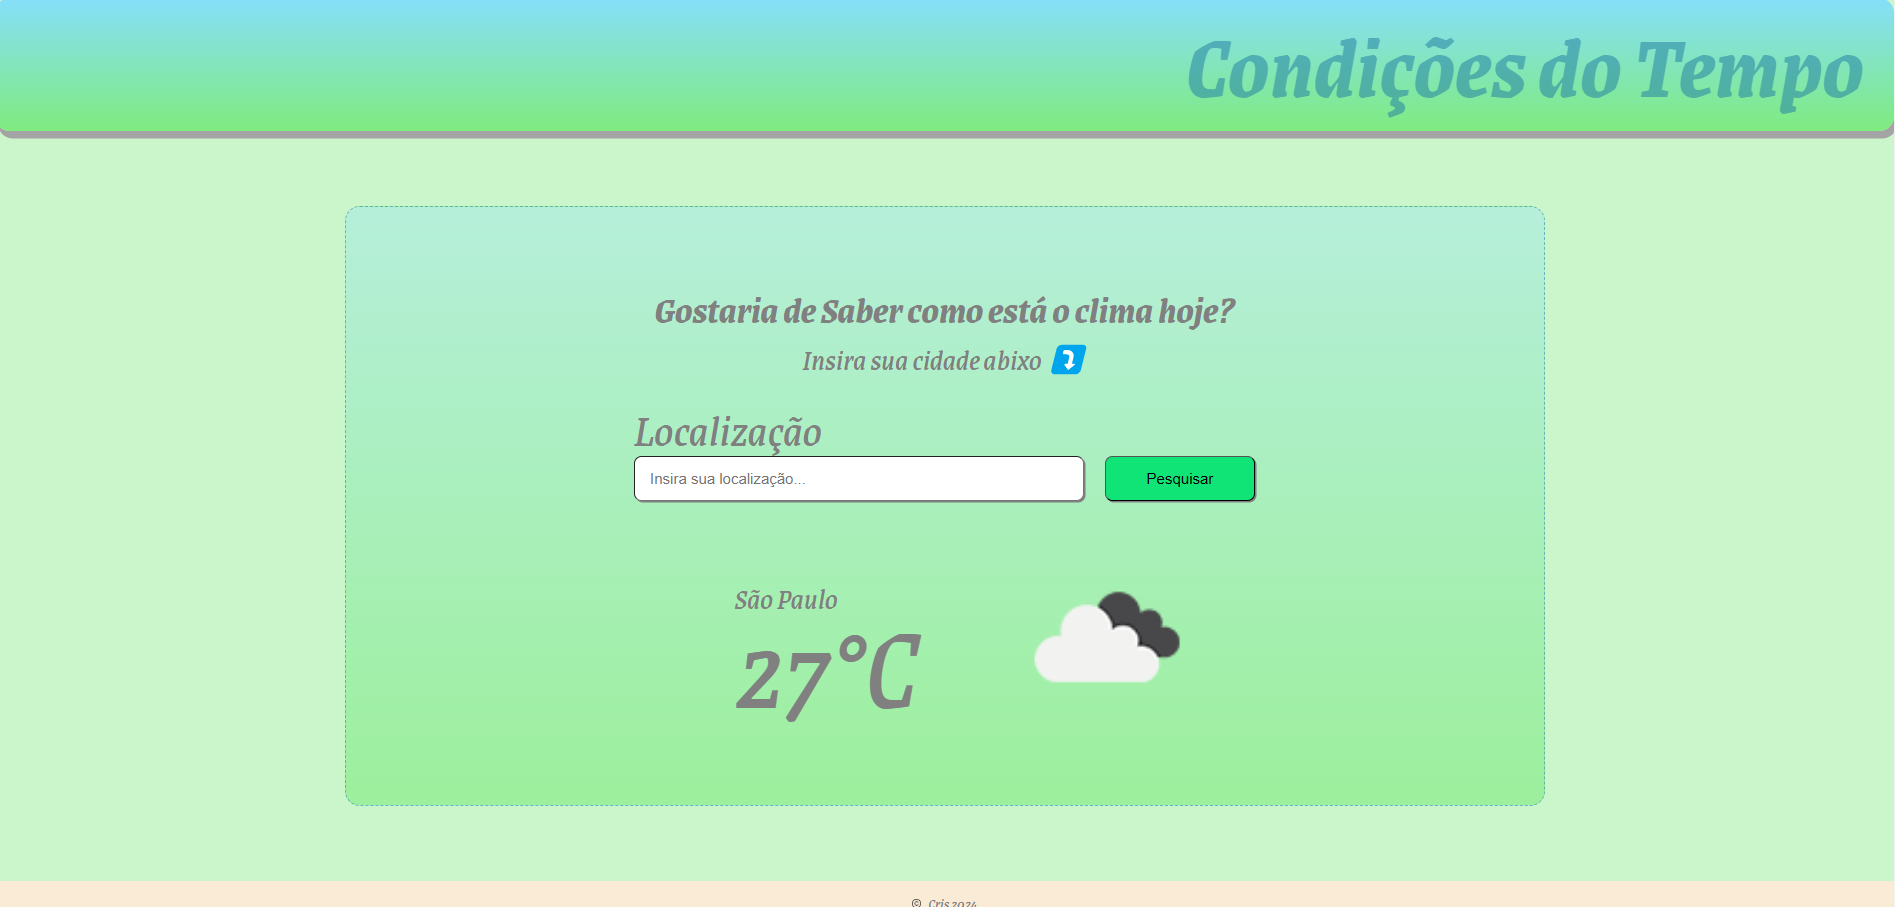 Condições do Tempo
Gostaria de Saber como está o clima hoje?
Insira sua cidade abixo ⤵️
Localização
Insira sua localização...
Pesquisar
São Paulo
27°C
© Cris 2024